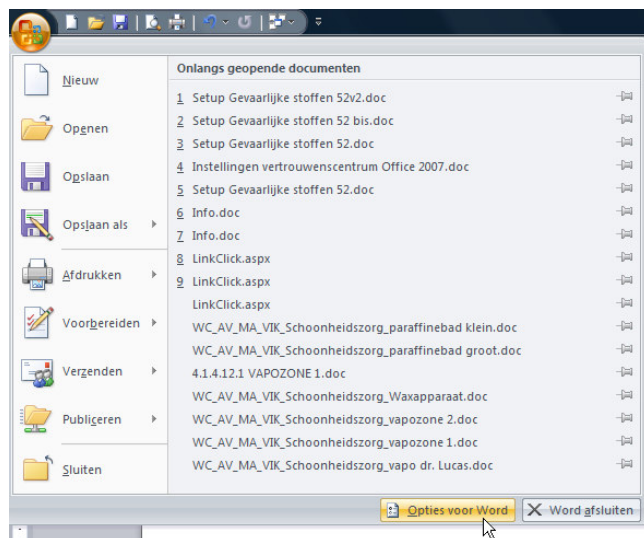 Nieuw
Openen
Opslaan
Opslaan als
Afdrukken
Voorbereiden
Verzenden
Publiceren
Sluiten
Onlangs geopende documenten
1 Setup Gevaarlijke stoffen 52v2.doc
2 Setup Gevaarlijke stoffen 52 bis.doc
3 Setup Gevaarlijke stoffen 52.doc
4 Instellingen vertrouwenscentrum Office 2007.doc
5 Setup Gevaarlijke stoffen 52.doc
6 Info.doc
7 Info.doc
8 LinkClick.aspx
9 LinkClick.aspx
LinkClick.aspx
WC_AV_MA_VIK_Schoonheidszorg_paraffinebad klein.doc
WC_AV_MA_VIK_Schoonheidszorg_paraffinebad groot.doc
4.1.4.12.1 VAPOZONE 1.doc
WC_AV_MA_VIK_Schoonheidszorg_Waxapparaat.doc
WC_AV_MA_VIK_Schoonheidszorg_vapozone 2.doc
WC_AV_MA_VIK_Schoonheidszorg_vapozone 1.doc
WC_AV_MA_VIK_Schoonheidszorg_vapo dr. Lucas.doc
Opties voor Word
Word afsluiten